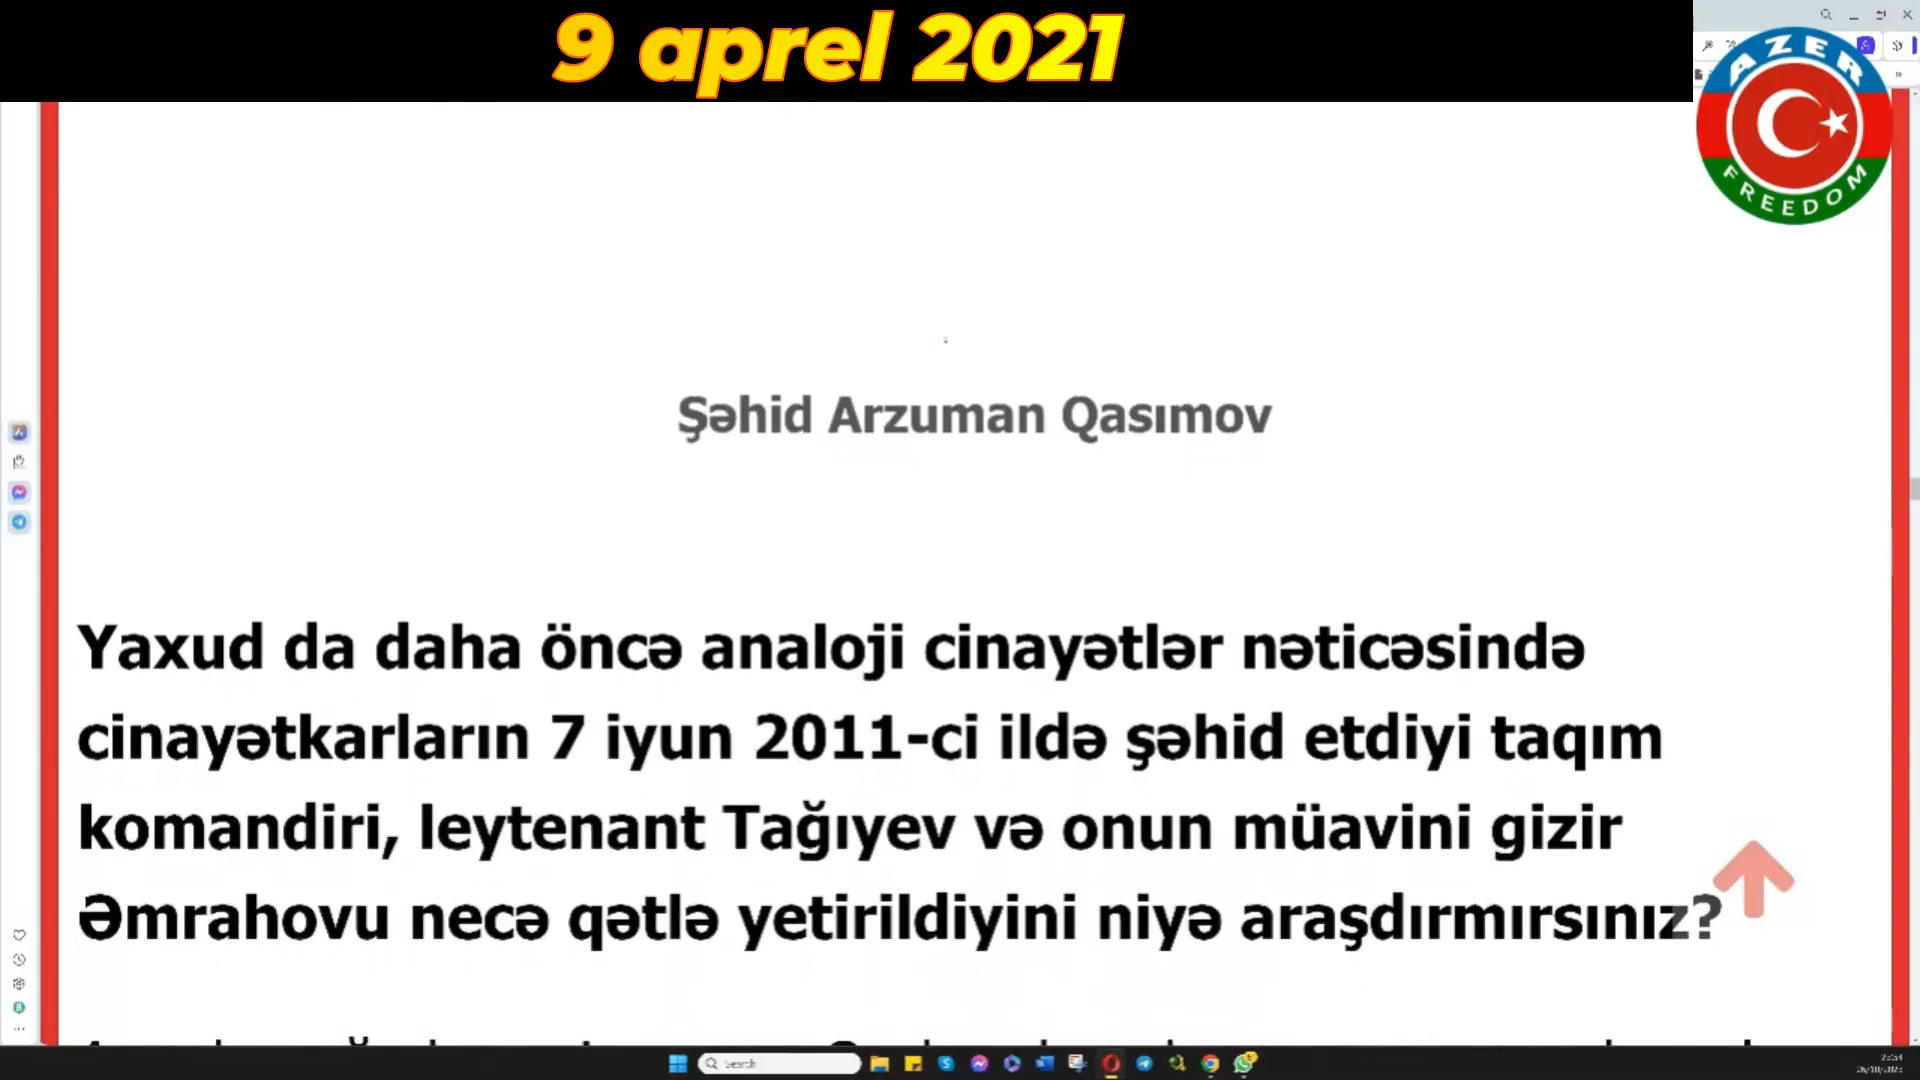 9 aprel 2021
AZER
FREEDOM
Şəhid Arzuman Qasımov
Yaxud da daha öncə analoji cinayətlər nəticəsində
cinayətkarların 7 iyun 2011-ci ildə şəhid etdiyi taqım
komandiri, leytenant Tağıyev və onun müavini gizir
Əmrahovu necə qətlə yetirildiyini niyə araşdırmırsınız?
Search